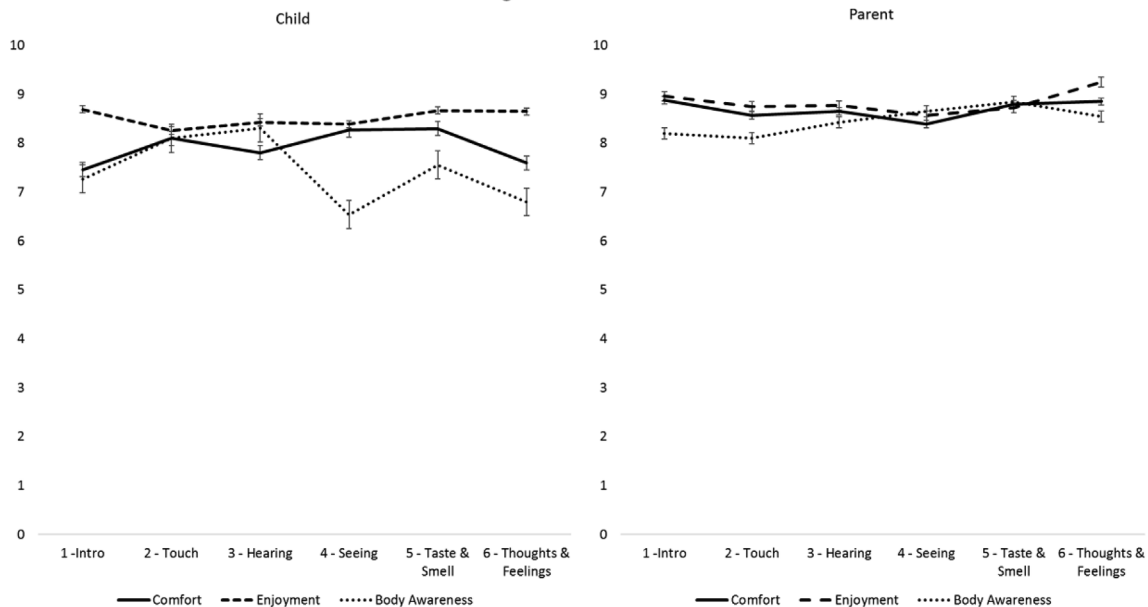 Child
10
9
8
7
6
5
4
3
2
1
0
1 -Intro
2 - Touch
3 - Hearing
4 - Seeing
5 - Taste &
Smell
6 - Thoughts &
Feelings
Comfort
Enjoyment
Body Awareness
Parent
10
9
8
7
6
5
4
3
2
1
0
1 -Intro
2 - Touch
3 - Hearing
4 - Seeing
5 - Taste &
Smell
6 - Thoughts &
Feelings
Comfort
Enjoyment
Body Awareness